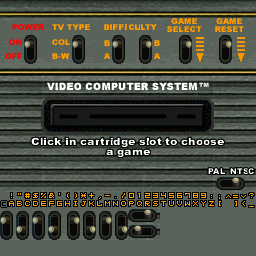 POWER TV TYPE DIFFICULTY GAME SELECT GAME RESET
ON COL B B
OFF B-W A A
VIDEO COMPUTER SYSTEM™
Click in cartridge slot to choose
a game
PAL NTSC
!"#$%&'()*+,-./0123456789:;
@ABCDEFGHIJKLMNOPQRSTUVWXYZ